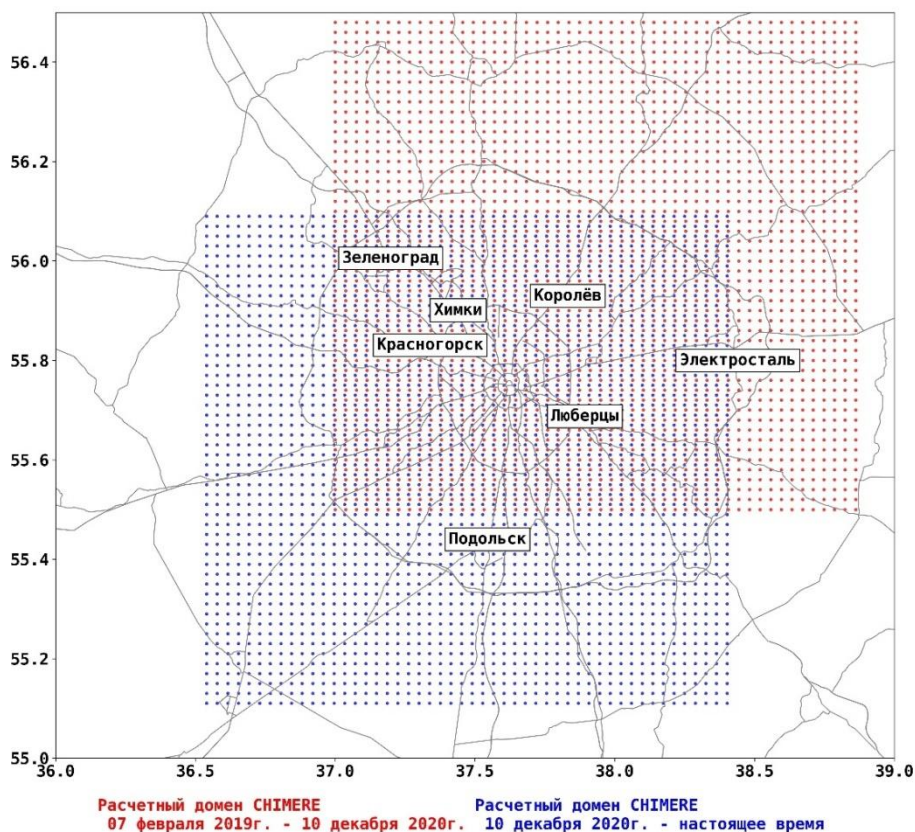 56.4
56.2
56.0
Зеленоград
Королёв
Химки
Красногорск
55.8
Электросталь
Люберцы
55.6
Подольск
55.4
55.2
55.0
36.0 36.5 37.0 37.5 38.0 38.5 39.0
Расчетный домен CHIMERE Расчетный домен CHIMERE
07 февраля 2019г. - 10 декабря 2020г. 10 декабря 2020г. - настоящее время